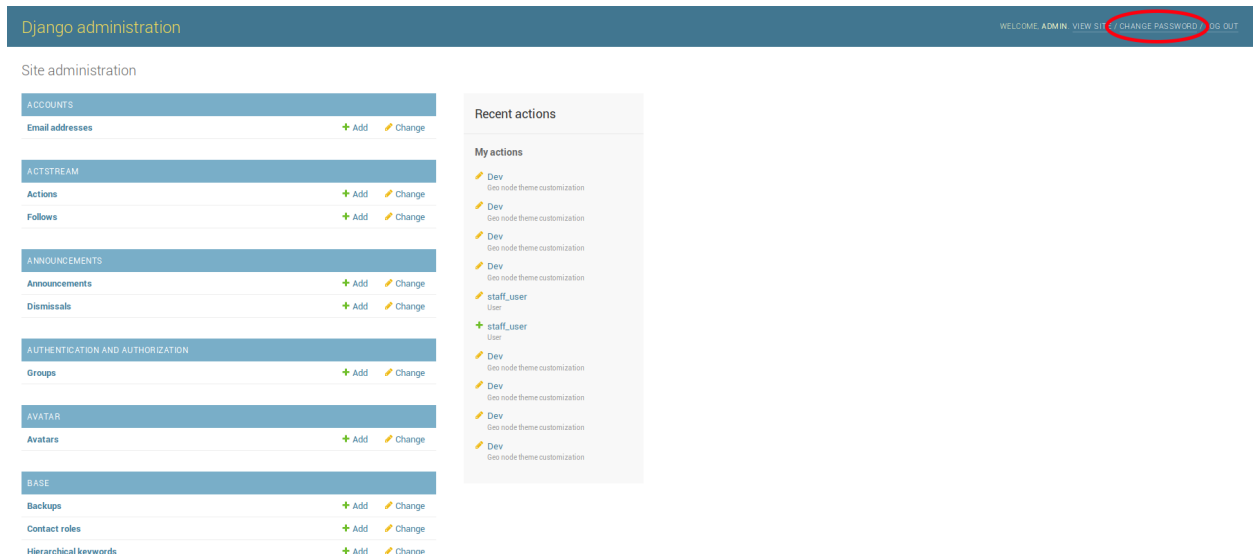 Django administration
WELCOME, ADMIN. VIEW SITE / CHANGE PASSWORD / LOG OUT
Site administration
ACCOUNTS
Email addresses Add Change
ACTSTREAM
Actions Add Change
Follows Add Change
ANNOUNCEMENTS
Announcements Add Change
Dismissals Add Change
AUTHENTICATION AND AUTHORIZATION
Groups Add Change
AVATAR
Avatars Add Change
BASE
Backups Add Change
Contact roles Add Change
Hierarchical keywords Add Change
Recent actions
My actions
Dev
Geo node theme customization
Dev
Geo node theme customization
Dev
Geo node theme customization
Dev
Geo node theme customization
staff_user
User
staff_user
User
Dev
Geo node theme customization
Dev
Geo node theme customization
Dev
Geo node theme customization
Dev
Geo node theme customization